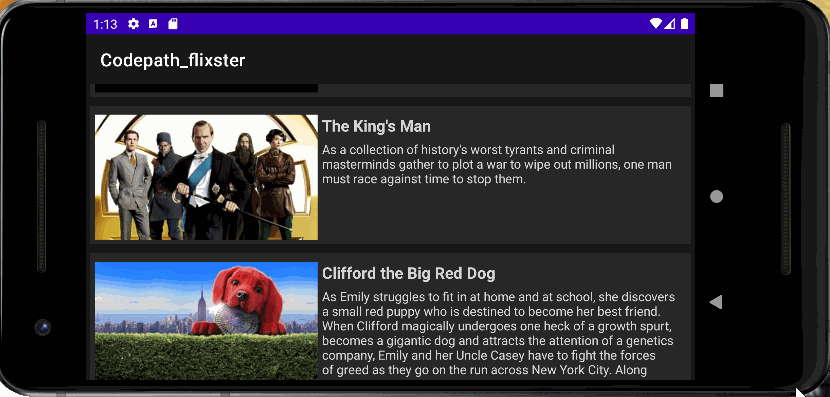 1:13
Codepath_flixster
The King's Man
As a collection of history's worst tyrants and criminal
masterminds gather to plot a war to wipe out millions, one man
must race against time to stop them.
Clifford the Big Red Dog
As Emily struggles to fit in at home and at school, she discovers
a small red puppy who is destined to become her best friend.
When Clifford magically undergoes one heck of a growth spurt,
becomes a gigantic dog and attracts the attention of a genetics
company, Emily and her Uncle Casey have to fight the forces
of greed as they go on the run across New York City. Along